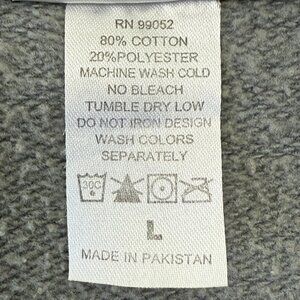 RN 99052
80% COTTON
20%POLYESTER
MACHINE WASH COLD
NO BLEACH
TUMBLE DRY LOW
DO NOT IRON DESIGN
WASH COLORS
SEPARATELY
30C
L
MADE IN PAKISTAN